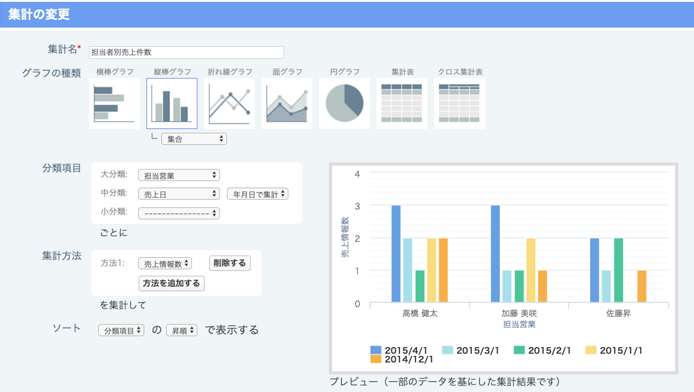 集計の変更
集計名*
担当者別売上件数
グラフの種類
横棒グラフ 縦棒グラフ 折れ線グラフ 面グラフ 円グラフ 集計表 クロス集計表
集合
分類項目
大分類: 担当営業
中分類: 売上日 年月日で集計
小分類: ---------------
ごとに
集計方法
方法1: 売上情報数 削除する
方法を追加する
を集計して
ソート 分類項目 の 昇順 で表示する
売上情報数
4
3
2
1
0
高橋 健太 加藤 美咲 佐藤昇
担当営業
2015/4/1 2015/3/1 2015/2/1 2015/1/1
2014/12/1
プレビュー（一部のデータを基にした集計結果です）